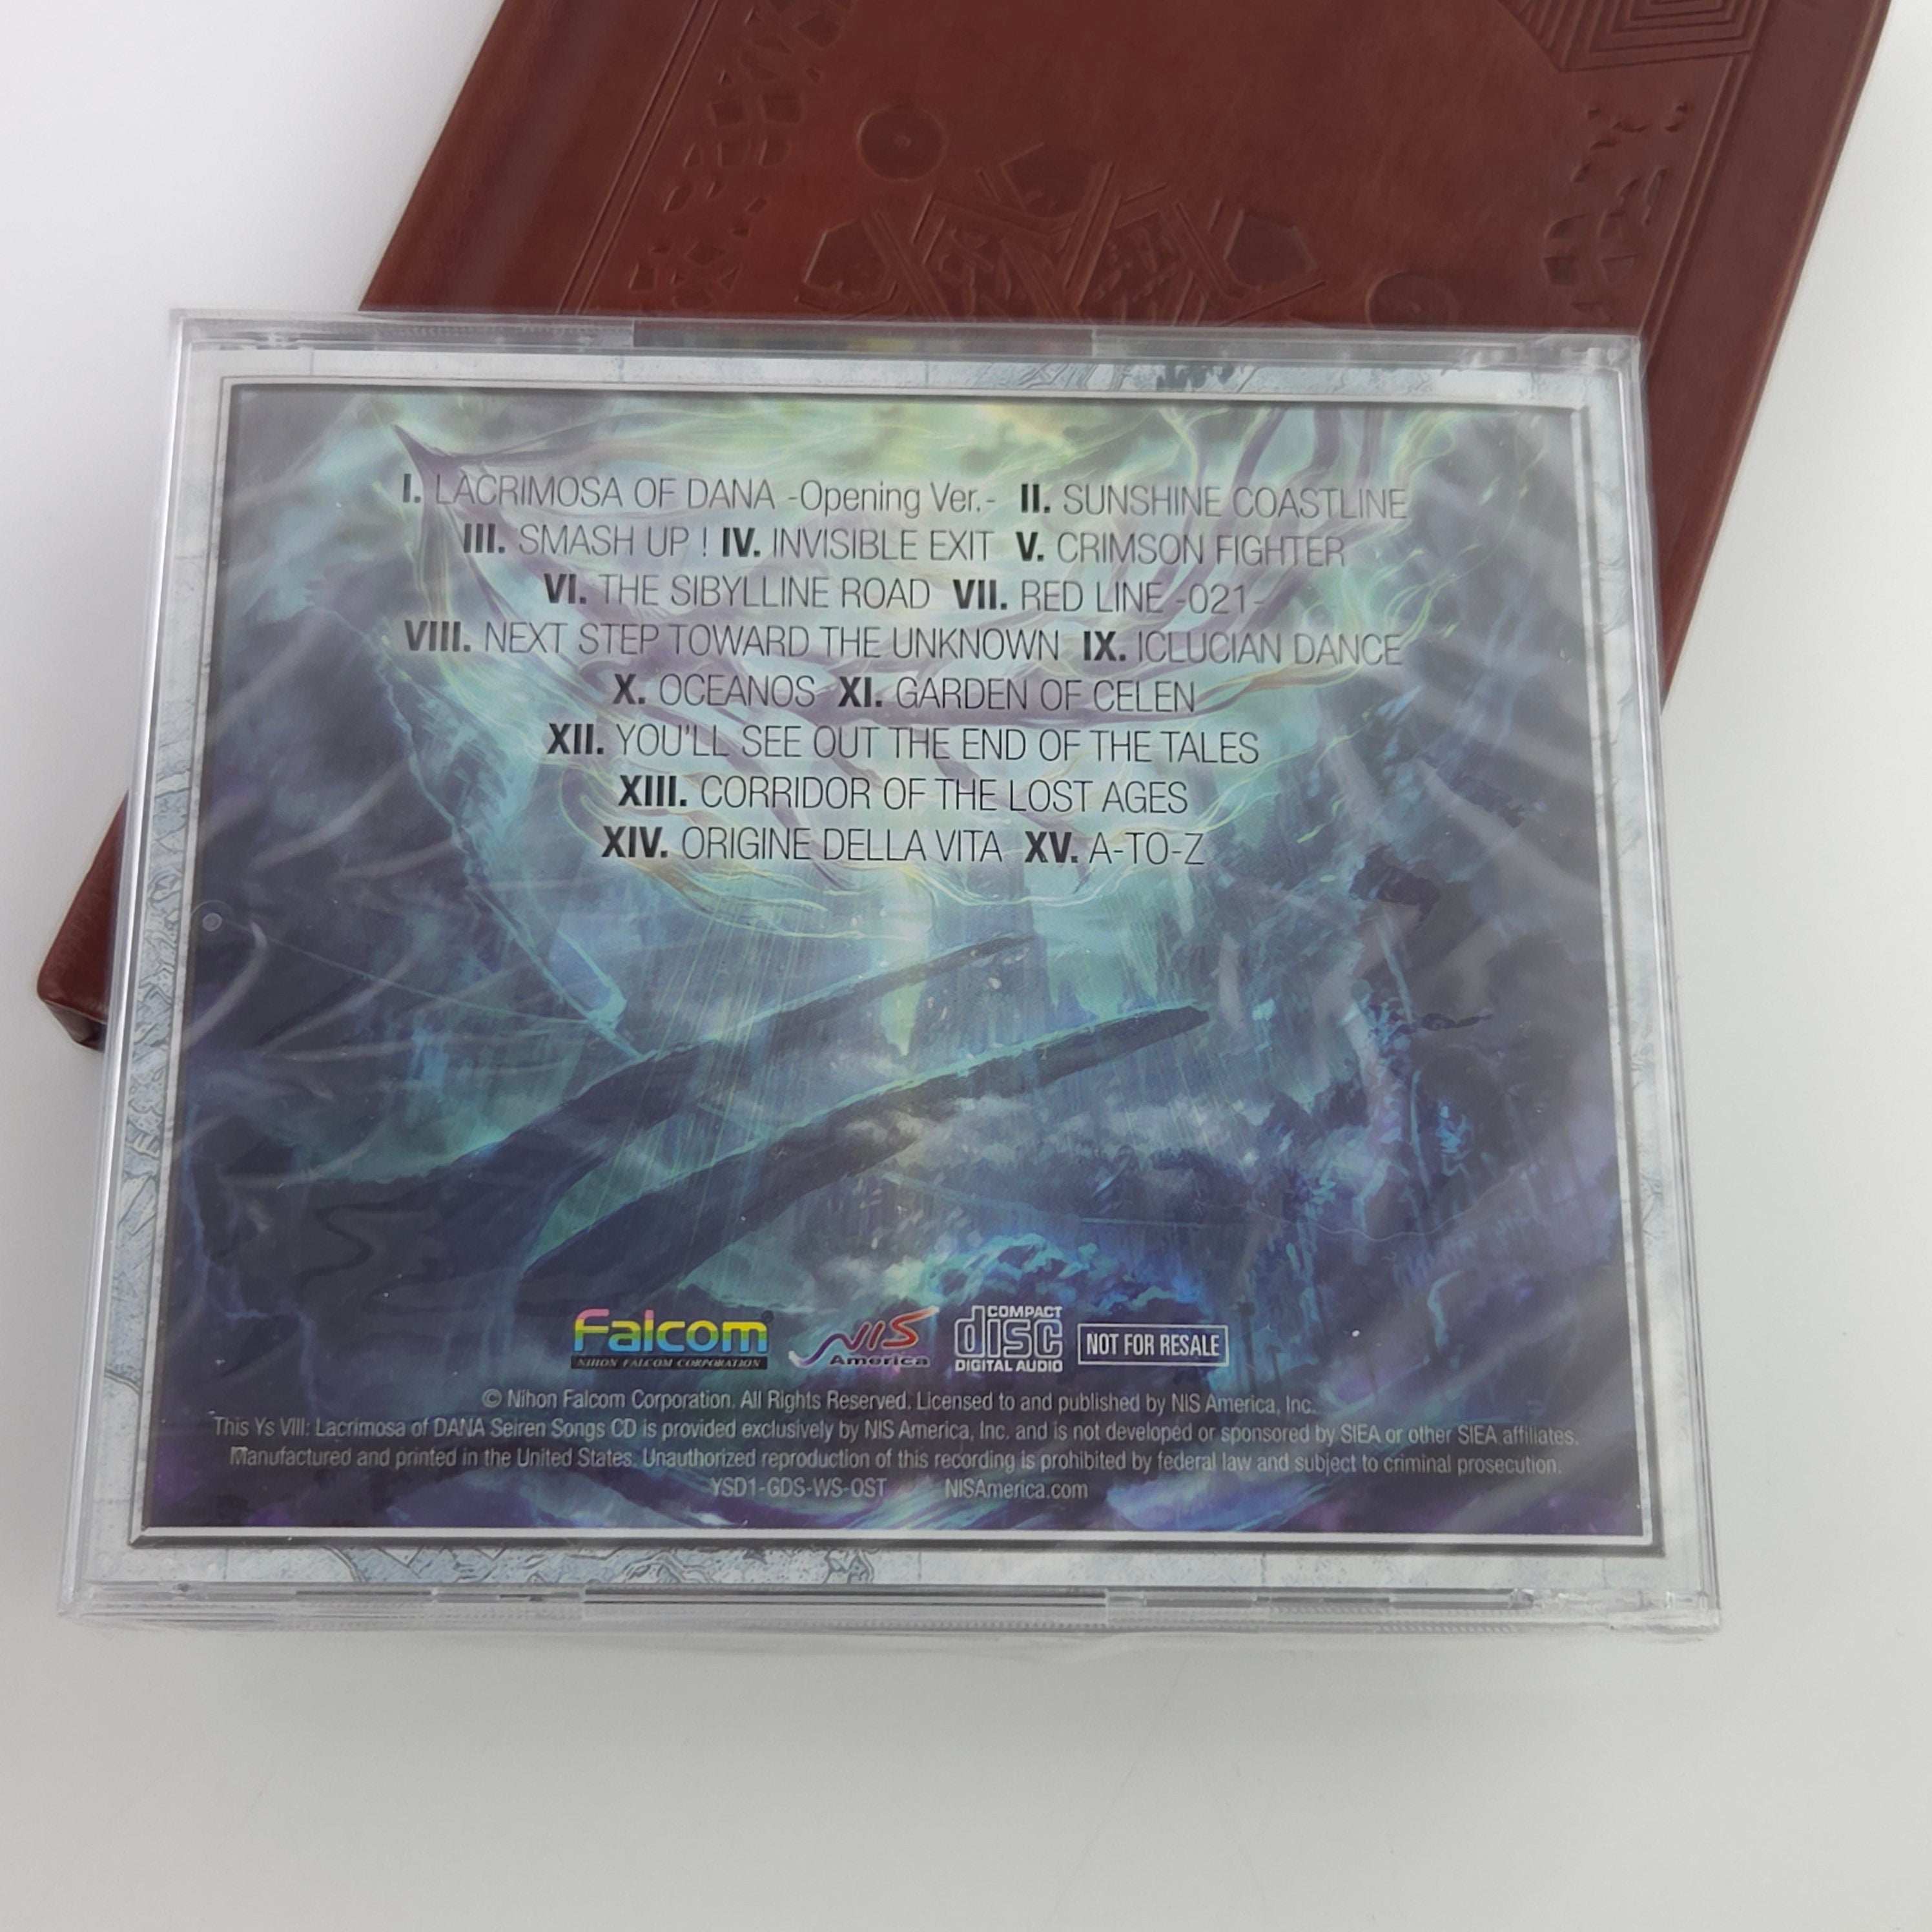 I. LACRIMOSA OF DANA -Opening Ver.- II. SUNSHINE COASTLINE
III. SMASH UP ! IV. INVISIBLE EXIT V. CRIMSON FIGHTER
VI. THE SIBYLLINE ROAD VII. RED LINE -021-
VIII. NEXT STEP TOWARD THE UNKNOWN IX. ICLUCIAN DANCE
X. OCEANOS XI. GARDEN OF CELEN
XII. YOU'LL SEE OUT THE END OF THE TALES
XIII. CORRIDOR OF THE LOST AGES
XIV. ORIGINE DELLA VITA XV. A-TO-Z
Falcom®
NIHON FALCOM CORPORATION
NIS
America
COMPACT
disc
DIGITAL AUDIO
NOT FOR RESALE
© Nihon Falcom Corporation. All Rights Reserved. Licensed to and published by NIS America, Inc.
This Ys VIII: Lacrimosa of DANA Seiren Songs CD is provided exclusively by NIS America, Inc. and is not developed or sponsored by SIEA or other SIEA affiliates.
Manufactured and printed in the United States. Unauthorized reproduction of this recording is prohibited by federal law and subject to criminal prosecution.
YSD1-GDS-WS-OST NISAmerica.com